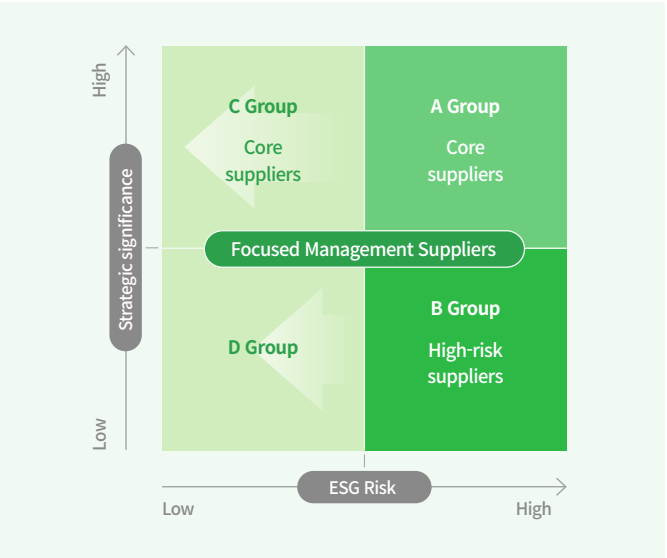 High
Strategic significance
Low
C Group
Core
suppliers
A Group
Core
suppliers
Focused Management Suppliers
D Group
B Group
High-risk
suppliers
ESG Risk
Low
High